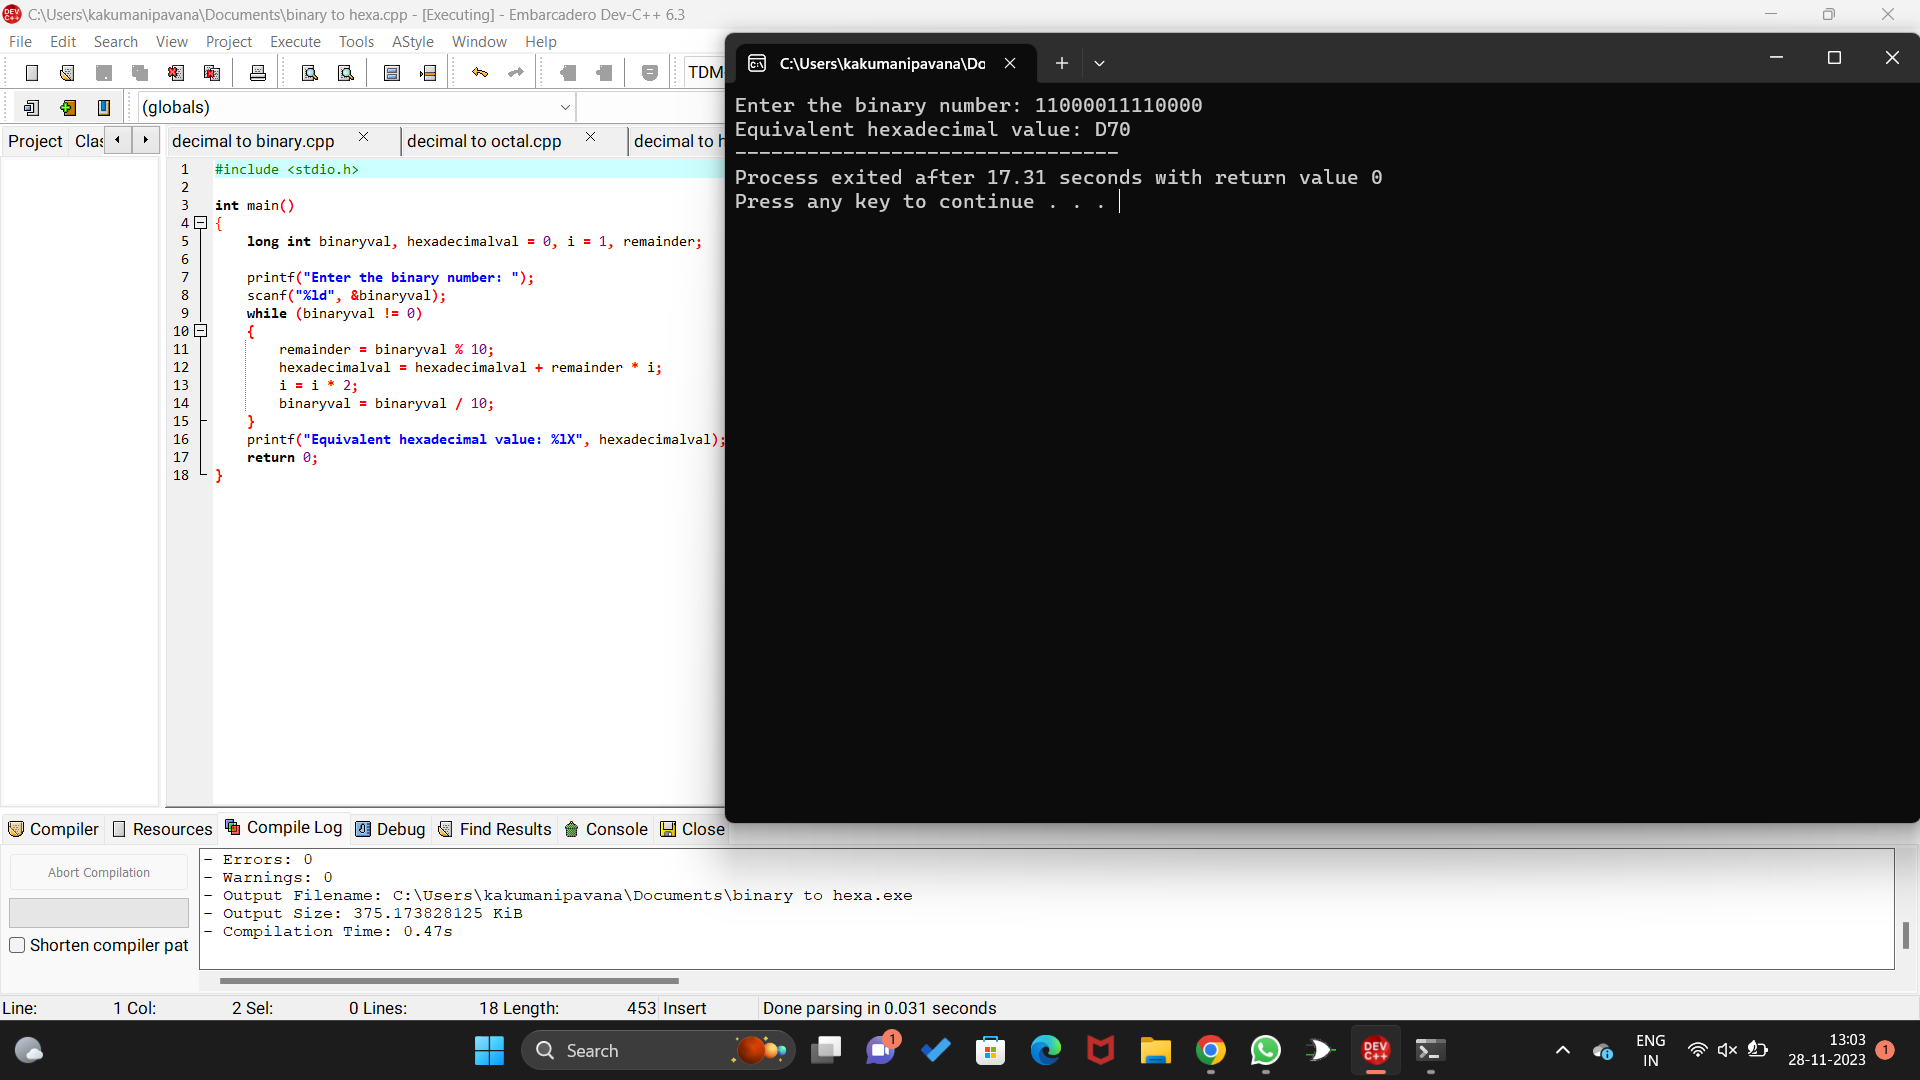 C:\Users\kakumanipavana\Documents\binary to hexa.cpp - [Executing] - Embarcadero Dev-C++ 6.3
File Edit Search View Project Execute Tools AStyle Window Help
TDM-
(globals)
Project Clas
decimal to binary.cpp
decimal to octal.cpp
decimal to h
1 #include <stdio.h>
2
3 int main()
4 {
5 long int binaryval, hexadecimalval = 0, i = 1, remainder;
6
7 printf("Enter the binary number: ");
8 scanf("%ld", &binaryval);
9 while (binaryval != 0)
10 {
11 remainder = binaryval % 10;
12 hexadecimalval = hexadecimalval + remainder * i;
13 i = i * 2;
14 binaryval = binaryval / 10;
15 }
16 printf("Equivalent hexadecimal value: %lX", hexadecimalval);
17 return 0;
18 }
C:\Users\kakumanipavana\Do
Enter the binary number: 11000011110000
Equivalent hexadecimal value: D70
--------------------------------
Process exited after 17.31 seconds with return value 0
Press any key to continue . . .
Compiler Resources Compile Log Debug Find Results Console Close
Abort Compilation
Shorten compiler pat
- Errors: 0
- Warnings: 0
- Output Filename: C:\Users\kakumanipavana\Documents\binary to hexa.exe
- Output Size: 375.173828125 KiB
- Compilation Time: 0.47s
Line: 1 Col: 2 Sel: 0 Lines: 18 Length: 453 Insert Done parsing in 0.031 seconds
Search
1
DEV C++
ENG
IN
13:03
28-11-2023
1